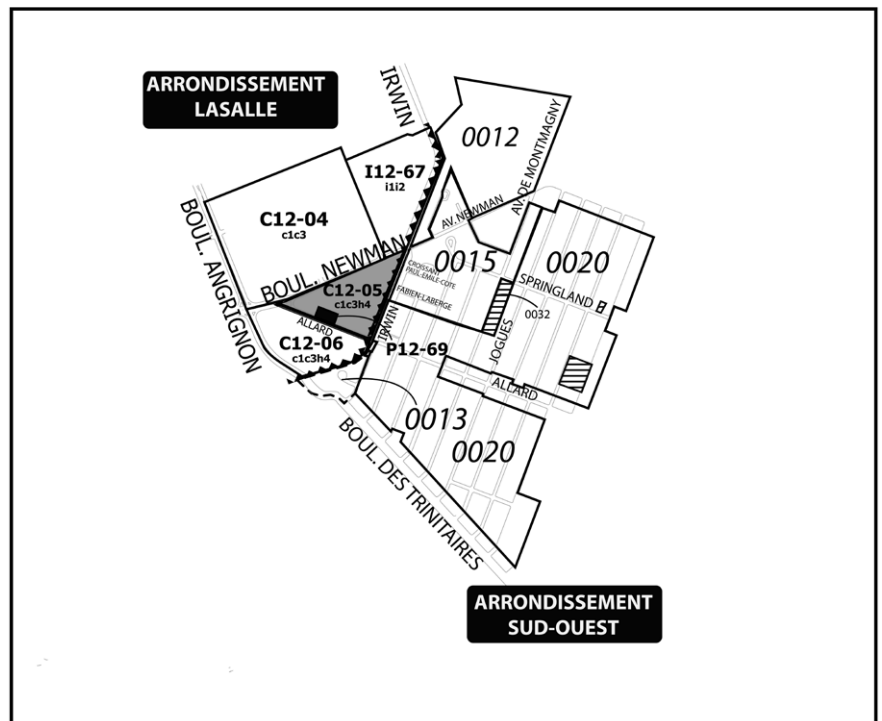 ARRONDISSEMENT
LASALLE
IRWIN
0012
AV. DE MONTMAGNY
I12-67
i1i2
C12-04
c1c3
BOUL. ANGRIGNON
BOUL. NEWMAN
AV. NEWMAN
0015
0020
CROISSANT
PAUL-EMILE-COTE
FABIEN-LABERGE
SPRINGLAND
0032
C12-05
c1c3h4
ALLARD
IRWIN
JOGUES
C12-06
c1c3h4
P12-69
ALLARD
0013
0020
BOUL. DES TRINITAIRES
ARRONDISSEMENT
SUD-OUEST